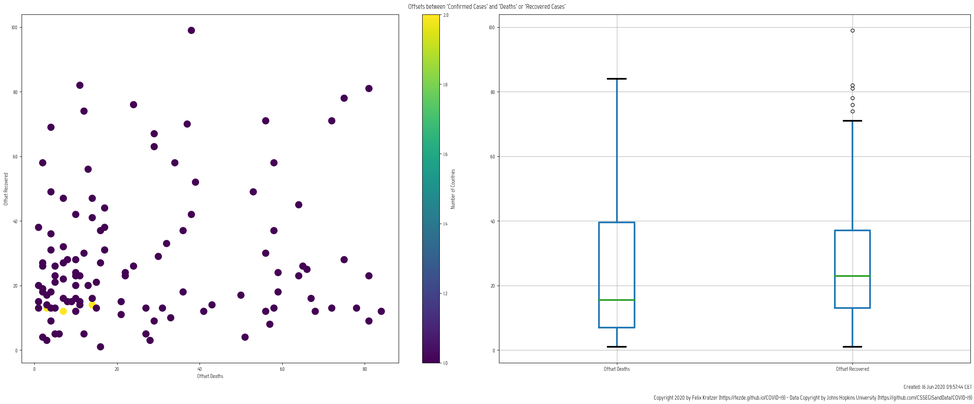 Offsets between 'Confirmed Cases' and 'Deaths' or 'Recovered Cases'
100
80
60
40
20
0
Offset Recovered
0
20
40
60
80
Offset Deaths
2.0
1.8
1.6
1.4
1.2
1.0
Number of Countries
100
80
60
40
20
0
Offset Deaths
Offset Recovered
Created: 16 Jun 2020 09:57:44 CET
Copyright 2020 by Felix Kratzer (https://fezde.github.io/COVID-19) - Data Copyright by Johns Hopkins University (https://github.com/CSSEGISandData/COVID-19)